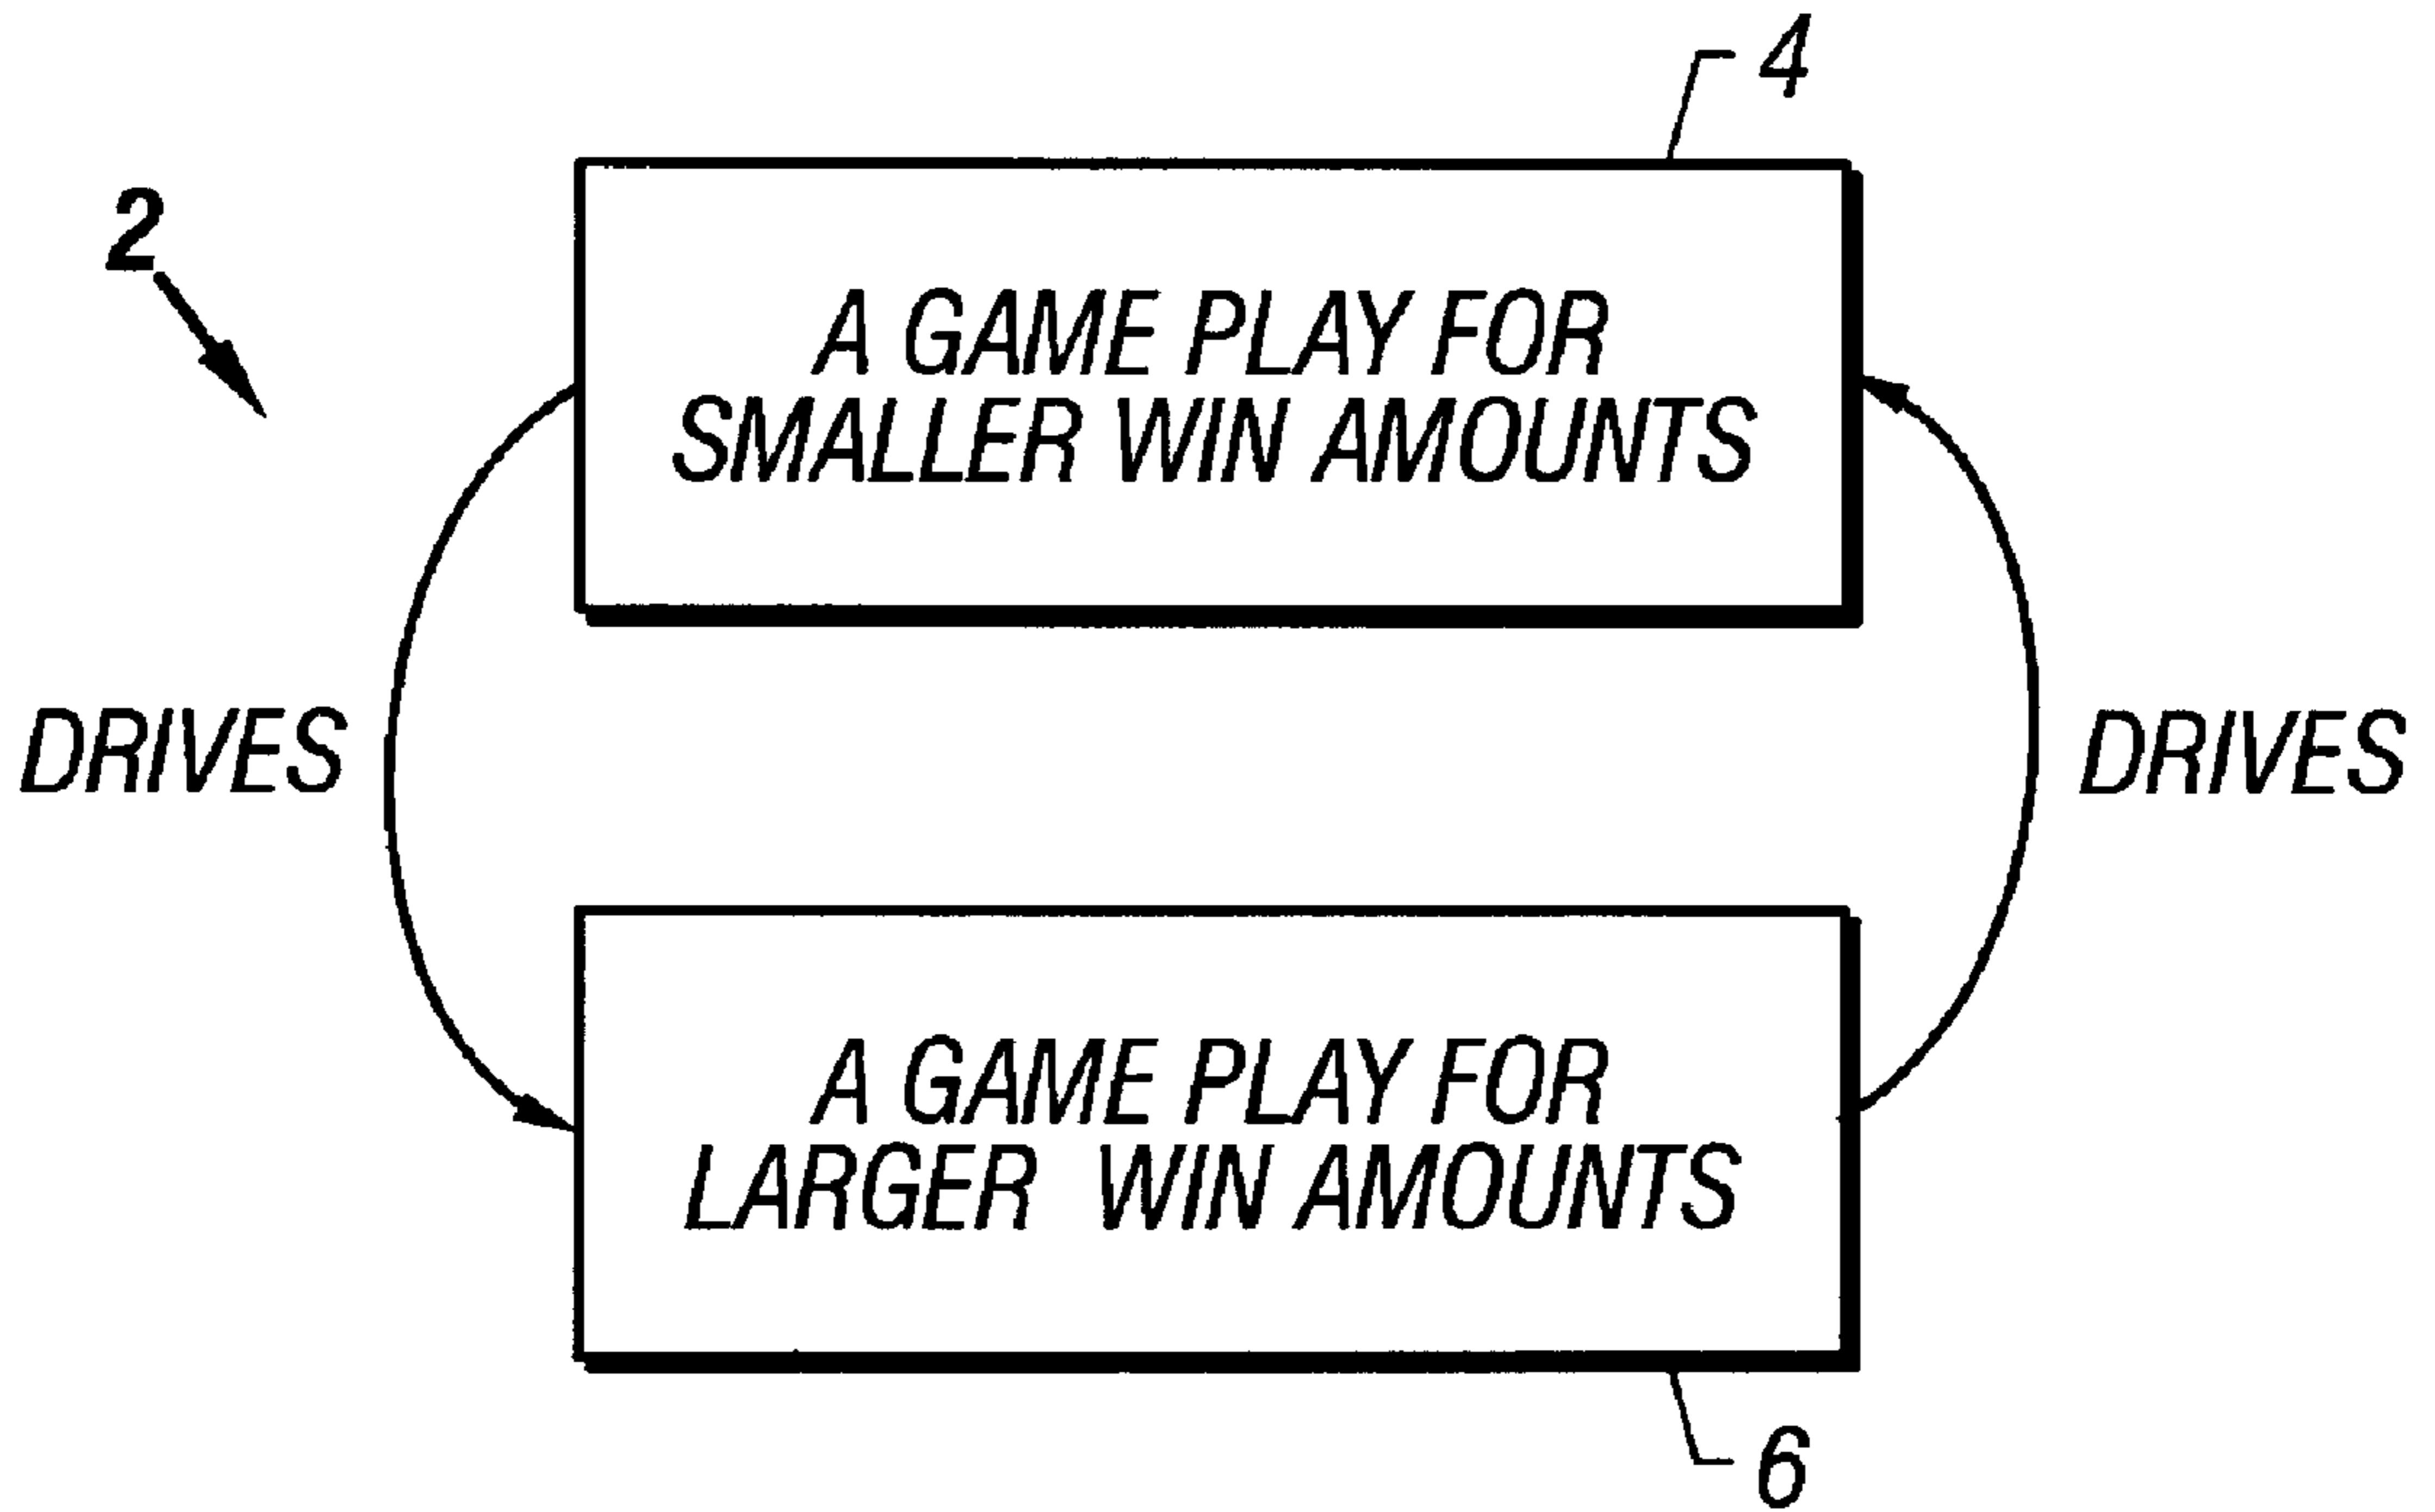 4
2
A GAME PLAY FOR
SMALLER WIN AMOUNTS
DRIVES
DRIVES
A GAME PLAY FOR
LARGER WIN AMOUNTS
6